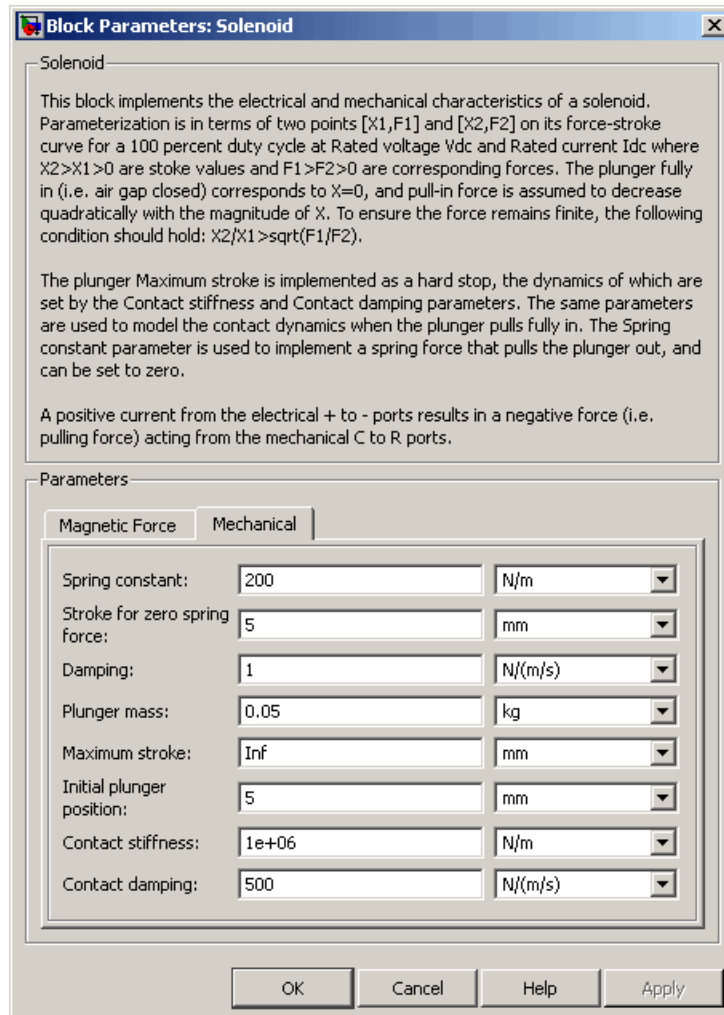 Block Parameters: Solenoid
Solenoid
This block implements the electrical and mechanical characteristics of a solenoid.
Parameterization is in terms of two points [X1,F1] and [X2,F2] on its force-stroke
curve for a 100 percent duty cycle at Rated voltage Vdc and Rated current Idc where
X2>X1>0 are stoke values and F1>F2>0 are corresponding forces. The plunger fully
in (i.e. air gap closed) corresponds to X=0, and pull-in force is assumed to decrease
quadratically with the magnitude of X. To ensure the force remains finite, the following
condition should hold: X2/X1>sqrt(F1/F2).
The plunger Maximum stroke is implemented as a hard stop, the dynamics of which are
set by the Contact stiffness and Contact damping parameters. The same parameters
are used to model the contact dynamics when the plunger pulls fully in. The Spring
constant parameter is used to implement a spring force that pulls the plunger out, and
can be set to zero.
A positive current from the electrical + to - ports results in a negative force (i.e.
pulling force) acting from the mechanical C to R ports.
Parameters
Magnetic Force Mechanical
Spring constant: 200 N/m
Stroke for zero spring
force: 5 mm
Damping: 1 N/(m/s)
Plunger mass: 0.05 kg
Maximum stroke: Inf mm
Initial plunger
position: 5 mm
Contact stiffness: 1e+06 N/m
Contact damping: 500 N/(m/s)
OK Cancel Help Apply